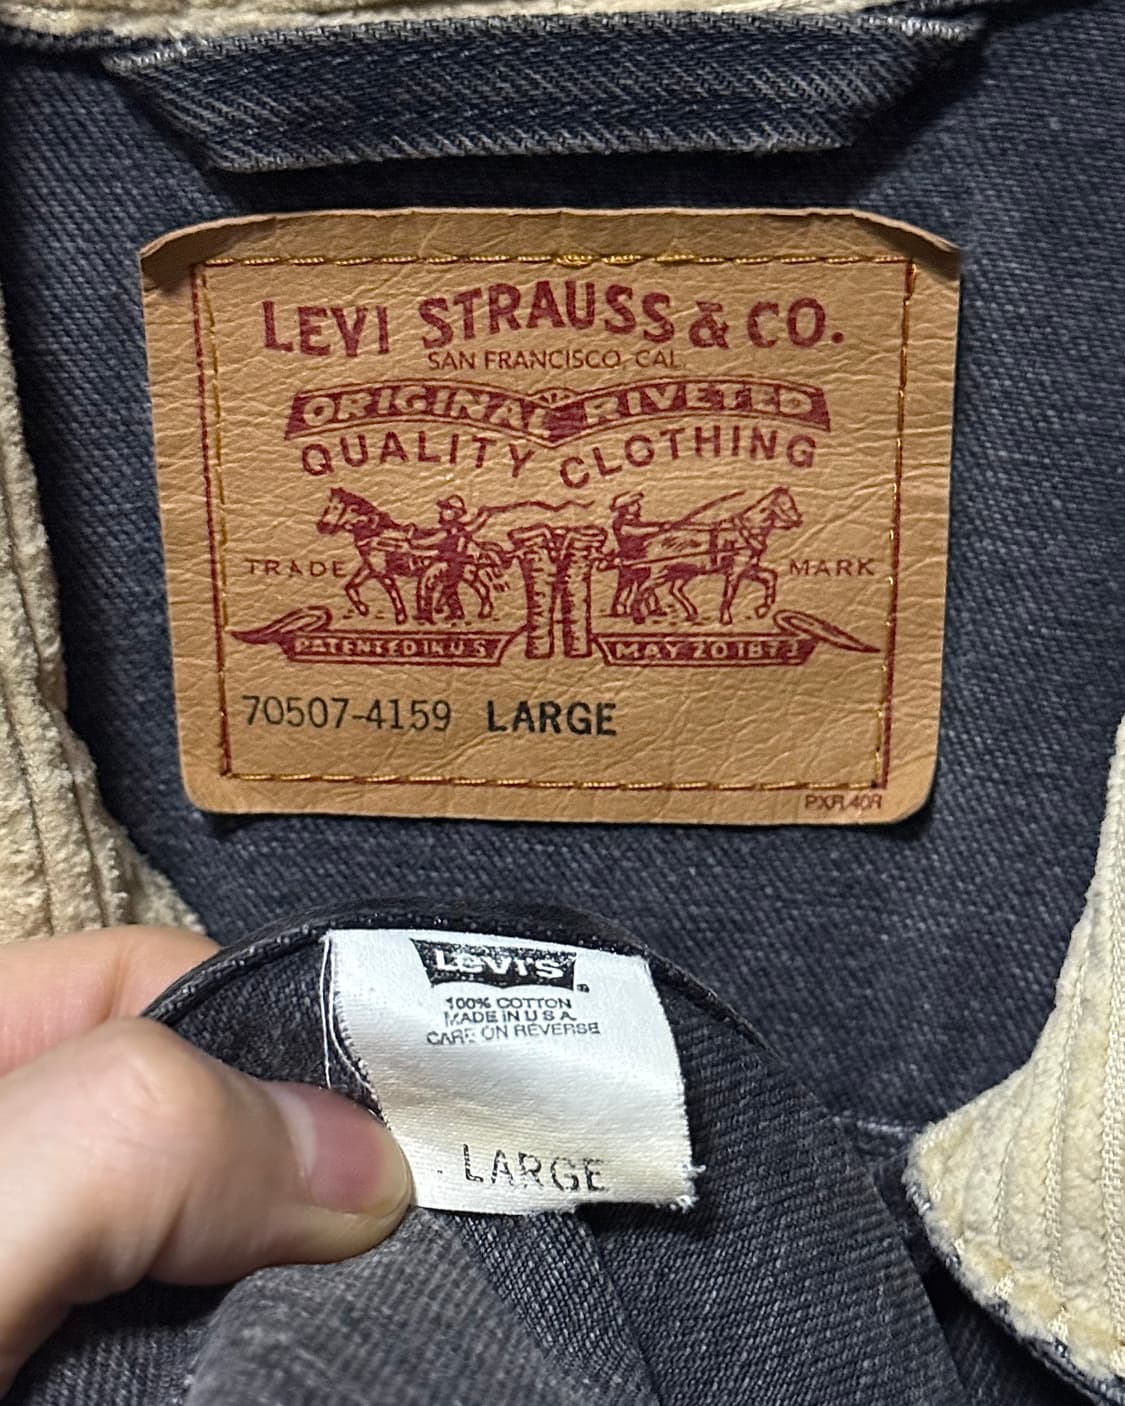 LEVI STRAUSS & CO.
SAN FRANCISCO, CAL.
ORIGINAL RIVETED
QUALITY CLOTHING
TRADE MARK
PATENTED IN U S MAY 20 1873
70507-4159 LARGE
PXR 40R
LEVI'S
100% COTTON
MADE IN U S A.
CARE ON REVERSE
LARGE